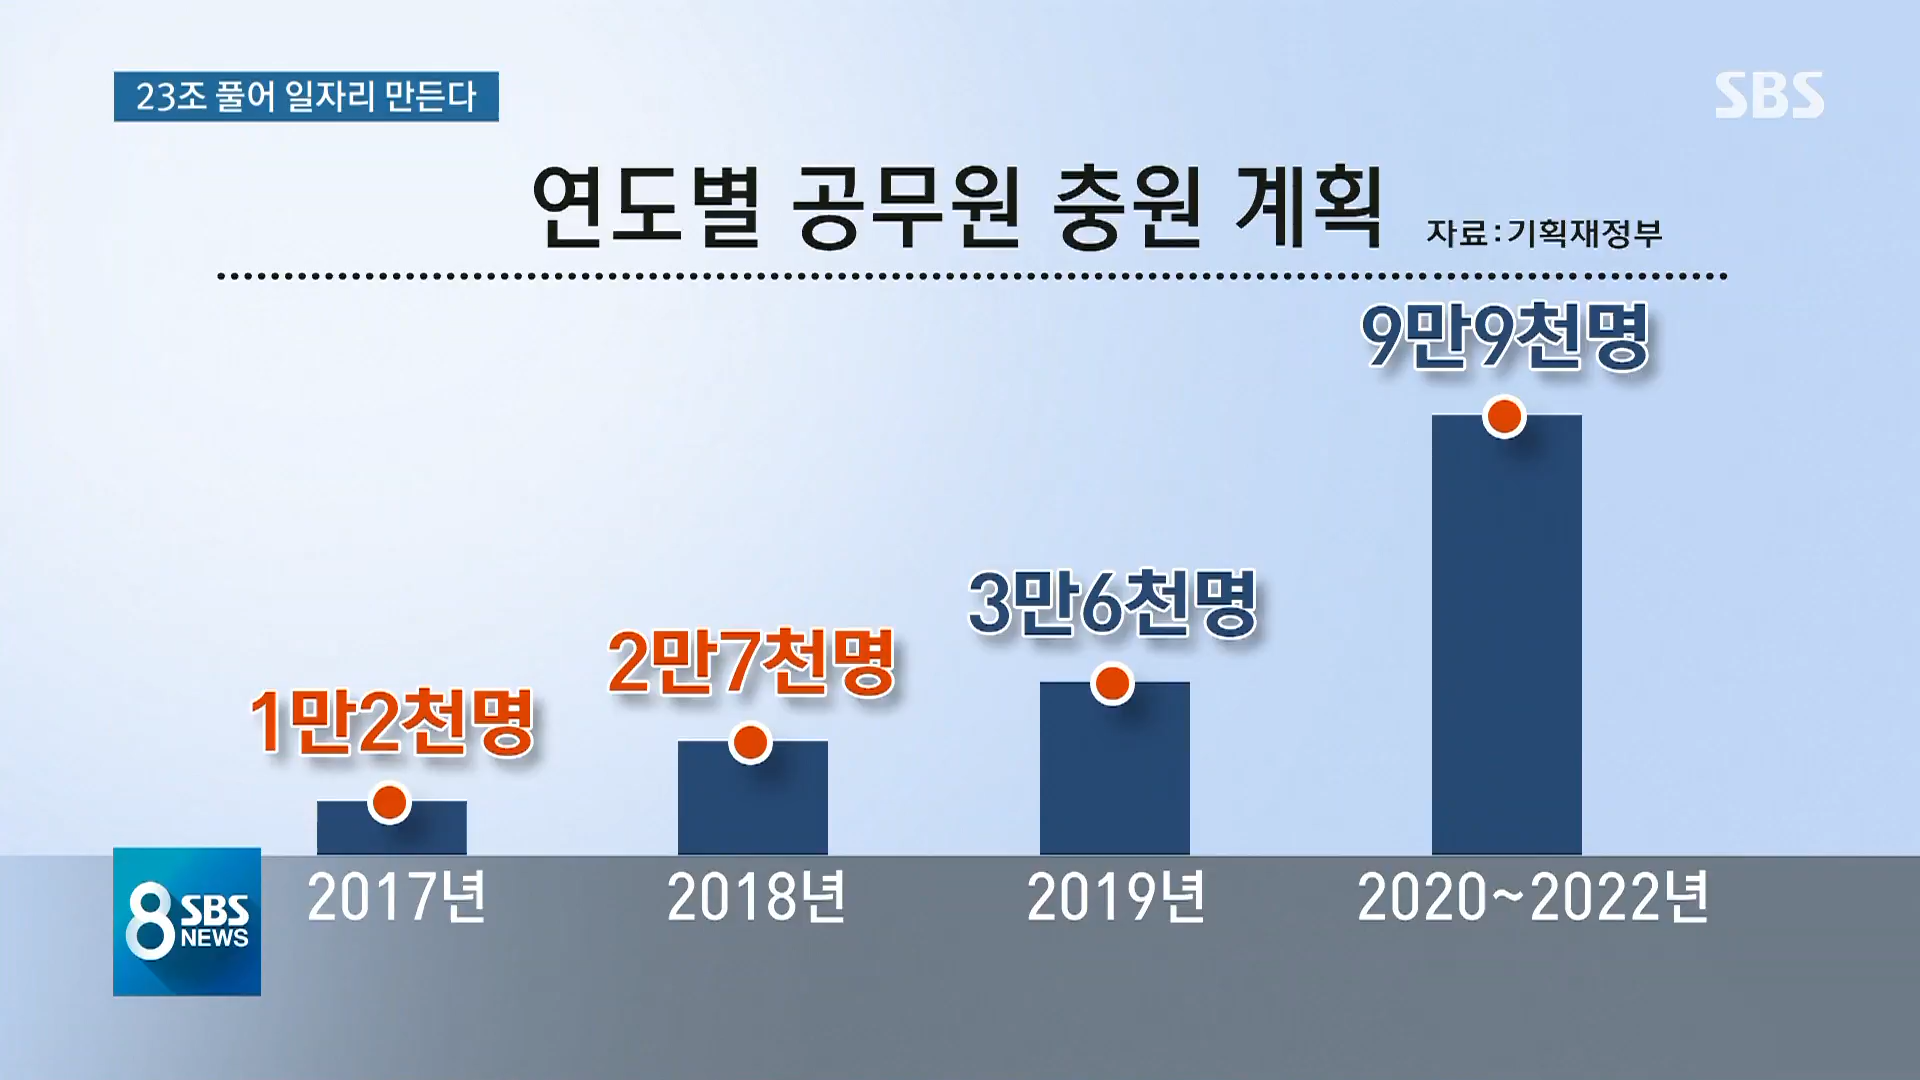 23조 풀어 일자리 만든다
SBS
연도별 공무원 충원 계획
자료:기획재정부
1만2천명
2만7천명
3만6천명
9만9천명
2017년
2018년
2019년
2020~2022년
8 SBS
NEWS